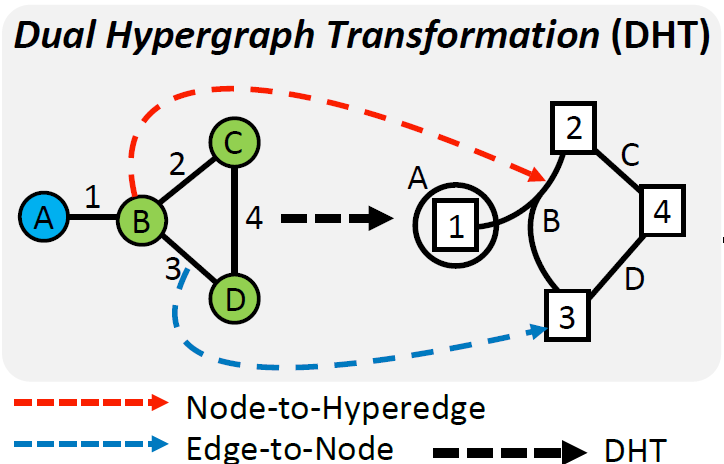 Dual Hypergraph Transformation (DHT)
A
1
B
2
C
3
D
4
A
1
B
2
C
4
D
3
Node-to-Hyperedge
Edge-to-Node
DHT